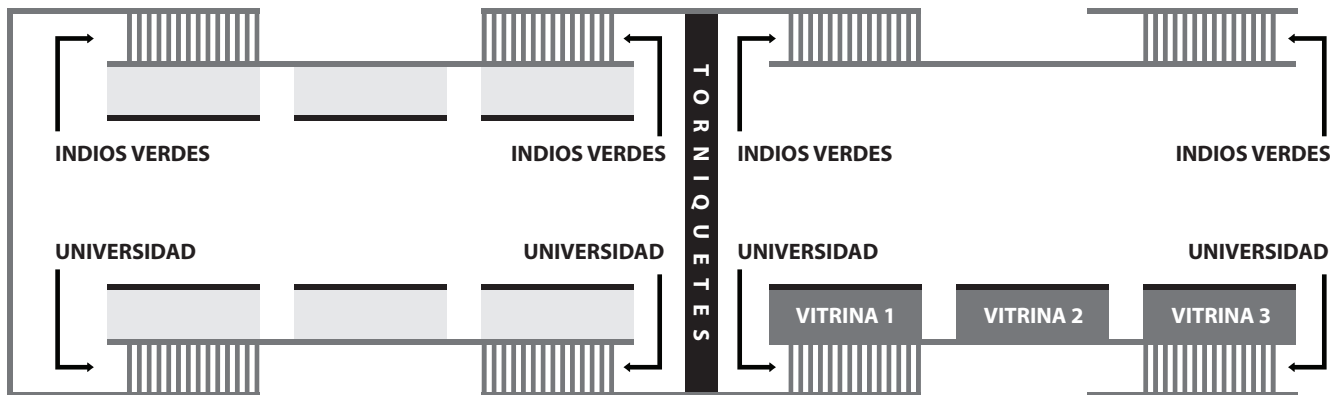 INDIOS VERDES
INDIOS VERDES
TORNIQUETES
INDIOS VERDES
INDIOS VERDES
UNIVERSIDAD
UNIVERSIDAD
UNIVERSIDAD
UNIVERSIDAD
VITRINA 1
VITRINA 2
VITRINA 3